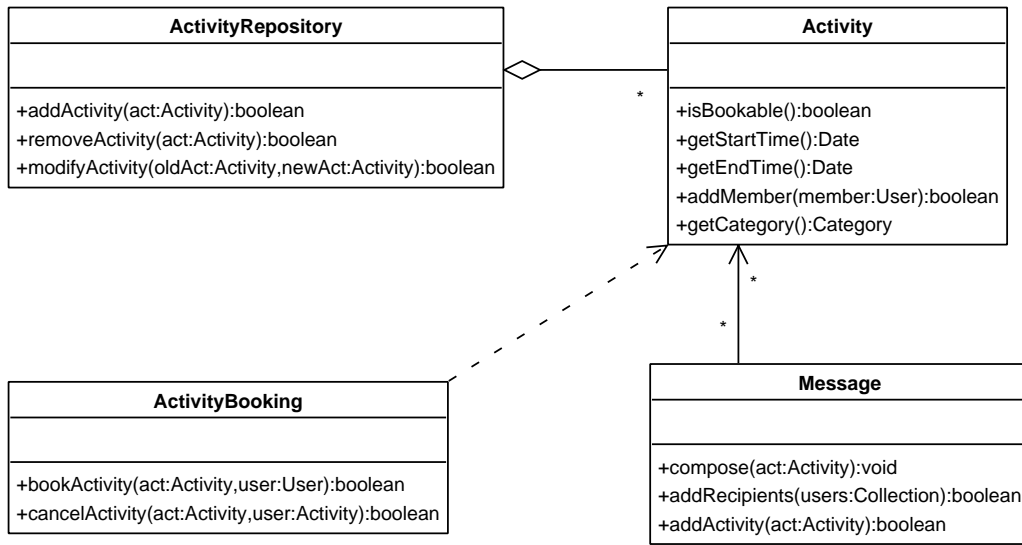 ActivityRepository
+addActivity(act:Activity):boolean
+removeActivity(act:Activity):boolean
+modifyActivity(oldAct:Activity,newAct:Activity):boolean
*
Activity
+isBookable():boolean
+getStartTime():Date
+getEndTime():Date
+addMember(member:User):boolean
+getCategory():Category
*
*
ActivityBooking
+bookActivity(act:Activity,user:User):boolean
+cancelActivity(act:Activity,user:Activity):boolean
Message
+compose(act:Activity):void
+addRecipients(users:Collection):boolean
+addActivity(act:Activity):boolean